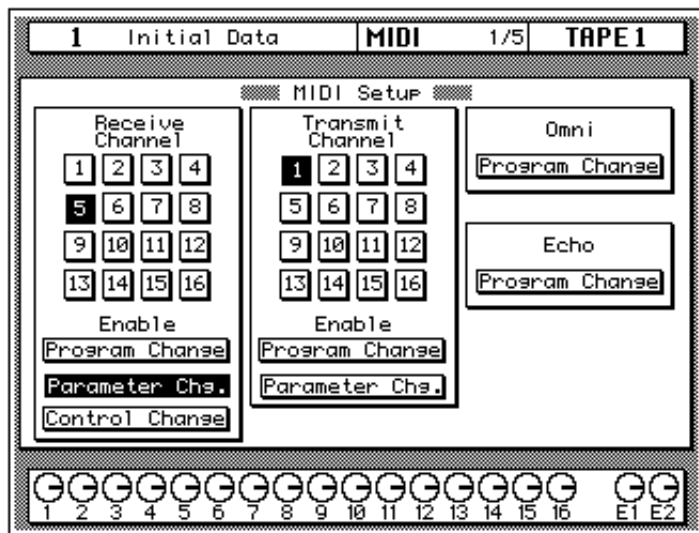 1 Initial Data MIDI 1/5 TAPE 1
MIDI Setup
Receive
Channel
1 2 3 4
5 6 7 8
9 10 11 12
13 14 15 16
Enable
Program Change
Parameter Chg.
Control Change
Transmit
Channel
1 2 3 4
5 6 7 8
9 10 11 12
13 14 15 16
Enable
Program Change
Parameter Chg.
Omni
Program Change
Echo
Program Change
1 2 3 4 5 6 7 8 9 10 11 12 13 14 15 16 E1 E2